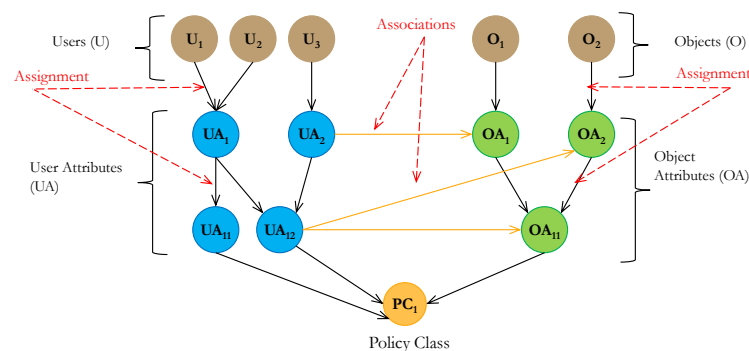 Users (U)
U1
U2
U3
Associations
O1
O2
Objects (O)
Assignment
Assignment
User Attributes
(UA)
UA1
UA2
OA1
OA2
Object
Attributes (OA)
UA11
UA12
OA11
PC1
Policy Class